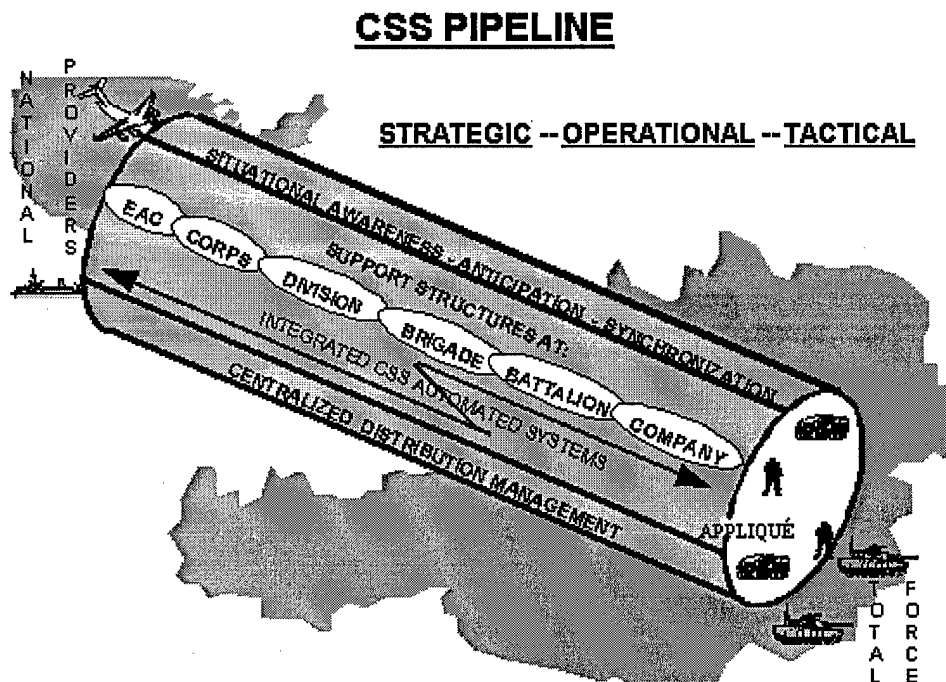 CSS PIPELINE
NATIONAL
PROVIDERS
STRATEGIC -- OPERATIONAL -- TACTICAL
SITUATIONAL AWARENESS - ANTICIPATION - SYNCHRONIZATION
SUPPORT STRUCTURES AT:
EAC
CORPS
DIVISION
BRIGADE
BATTALION
COMPANY
INTEGRATED CSS AUTOMATED SYSTEMS
CENTRALIZED DISTRIBUTION MANAGEMENT
APPLIQUÉ
TOTAL
FORCE